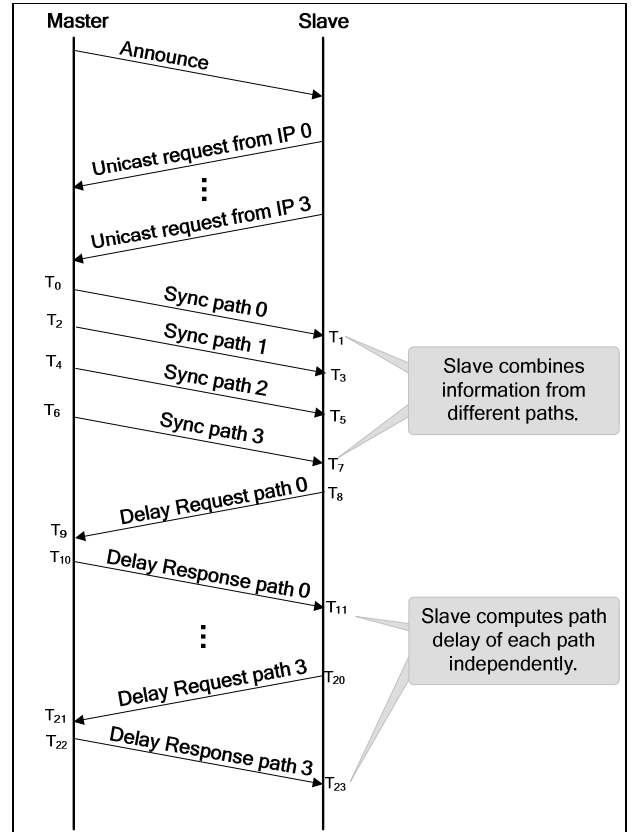 Master
Slave
Announce
Unicast request from IP 0
Unicast request from IP 3
T0
Sync path 0
T1
T2
Sync path 1
T3
T4
Sync path 2
T5
T6
Sync path 3
T7
Slave combines
information from
different paths.
Delay Request path 0
T8
T9
T10
Delay Response path 0
T11
Slave computes path
delay of each path
independently.
Delay Request path 3
T20
T21
T22
Delay Response path 3
T23